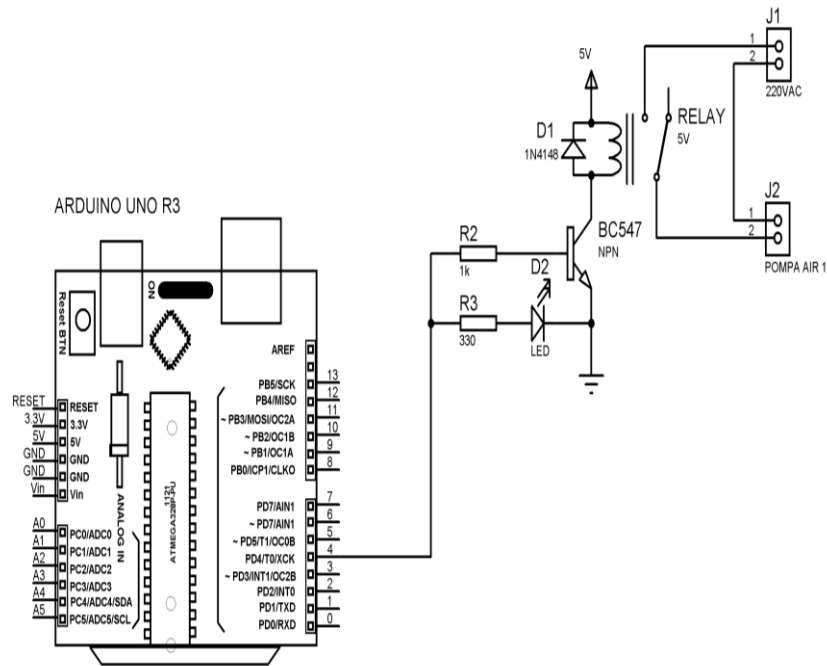 J1
1
2
220VAC
5V
D1
1N4148
RELAY
5V
ARDUINO UNO R3
J2
1
2
POMPA AIR 1
R2
1k
BC547
NPN
D2
R3
330
LED
Reset BTN
ON
AREF
PB5/SCK 13
PB4/MISO 12
~ PB3/MOSI/OC2A 11
~ PB2/OC1B 10
~ PB1/OC1A 9
PB0/ICP1/CLKO 8
RESET RESET
3.3V 3.3V
5V 5V
GND GND
GND GND
Vin Vin
ANALOG IN
1121
ATMEGA328P-PU
PD7/AIN1 7
~ PD7/AIN1 6
~ PD5/T1/OC0B 5
PD4/T0/XCK 4
~ PD3/INT1/OC2B 3
PD2/INT0 2
PD1/TXD 1
PD0/RXD 0
A0 PC0/ADC0
A1 PC1/ADC1
A2 PC2/ADC2
A3 PC3/ADC3
A4 PC4/ADC4/SDA
A5 PC5/ADC5/SCL